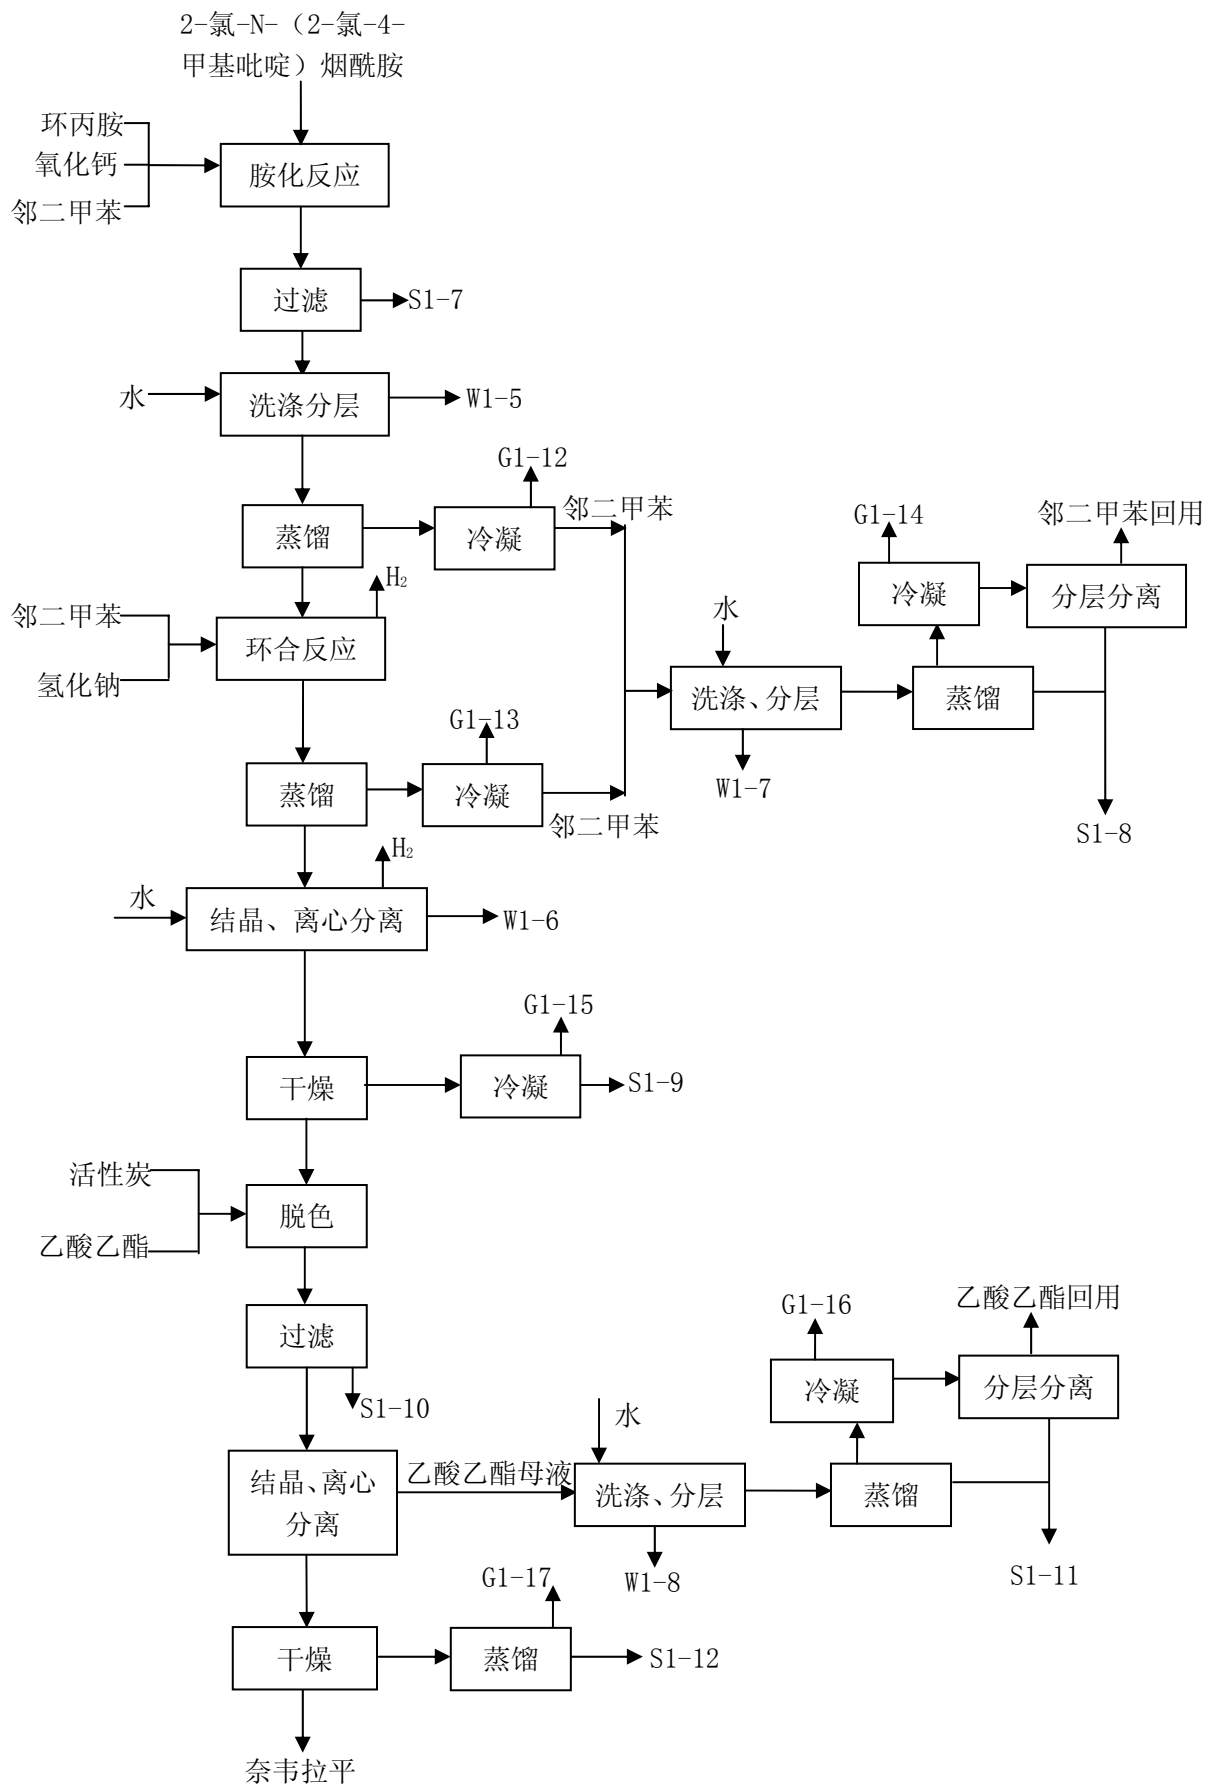 2-氯-N-（2-氯-4-
甲基吡啶）烟酰胺
环丙胺
氧化钙
邻二甲苯
胺化反应
过滤
S1-7
水
洗涤分层
W1-5
G1-12
蒸馏
冷凝
邻二甲苯
H₂
邻二甲苯
氢化钠
环合反应
G1-13
蒸馏
冷凝
邻二甲苯
水
洗涤、分层
W1-7
G1-14
冷凝
蒸馏
邻二甲苯回用
分层分离
S1-8
H₂
水
结晶、离心分离
W1-6
G1-15
干燥
冷凝
S1-9
活性炭
乙酸乙酯
脱色
过滤
S1-10
结晶、离心
分离
乙酸乙酯母液
水
洗涤、分层
W1-8
G1-16
冷凝
蒸馏
乙酸乙酯回用
分层分离
S1-11
G1-17
干燥
蒸馏
S1-12
奈韦拉平